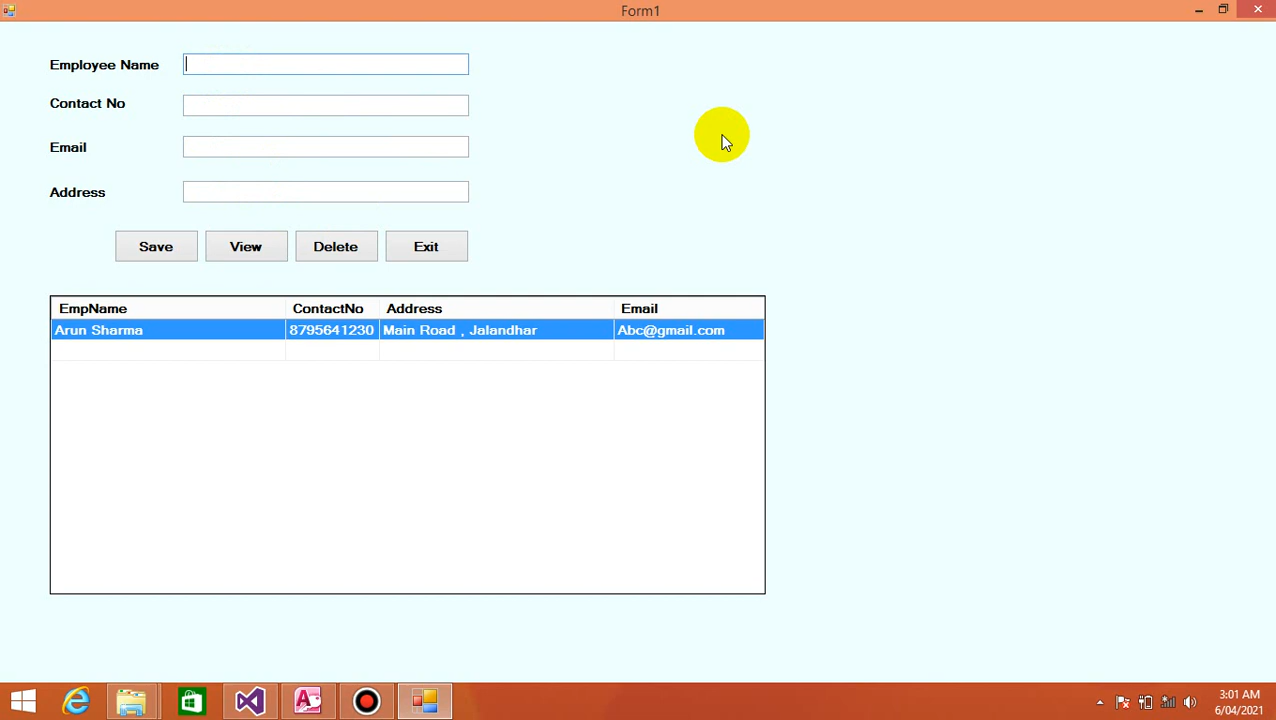 Form1
Employee Name
Contact No
Email
Address
Save View Delete Exit
EmpName ContactNo Address Email
Arun Sharma 8795641230 Main Road , Jalandhar Abc@gmail.com
3:01 AM
6/04/2021